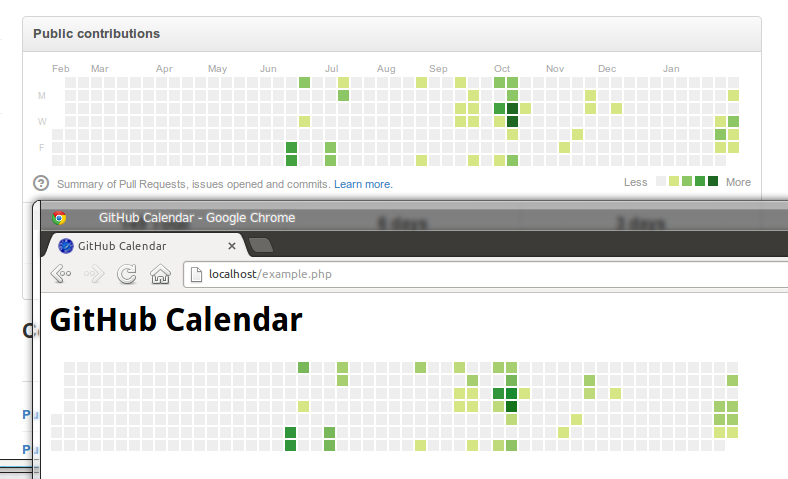 Public contributions
Feb Mar Apr May Jun Jul Aug Sep Oct Nov Dec Jan
M
W
F
? Summary of Pull Requests, issues opened and commits. Learn more.
Less More
GitHub Calendar - Google Chrome
6 days
3 days
GitHub Calendar ×
localhost/example.php
GitHub Calendar
Pu
Pu